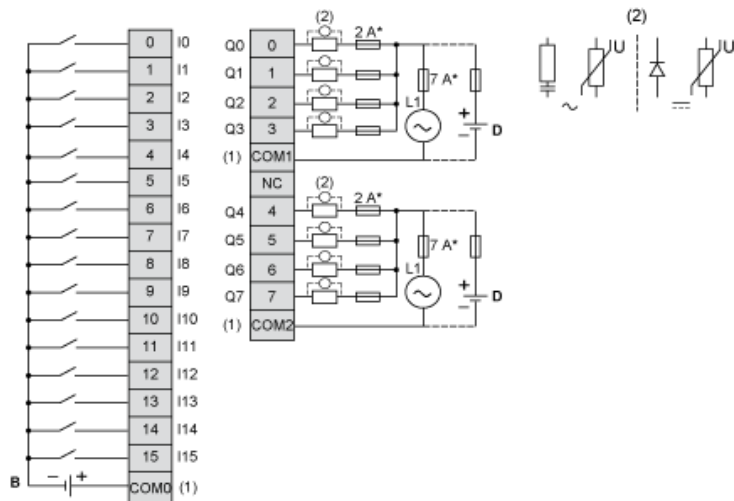 0 I0
1 I1
2 I2
3 I3
4 I4
5 I5
6 I6
7 I7
8 I8
9 I9
10 I10
11 I11
12 I12
13 I13
14 I14
15 I15
B − + COM0 (1)
(2)
Q0 0 2 A*
Q1 1
Q2 2 7 A*
L1
Q3 3 + − D
(1) COM1
NC
(2)
Q4 4 2 A*
Q5 5 7 A*
L1
Q6 6
Q7 7 + − D
(1) COM2
(2)
U U